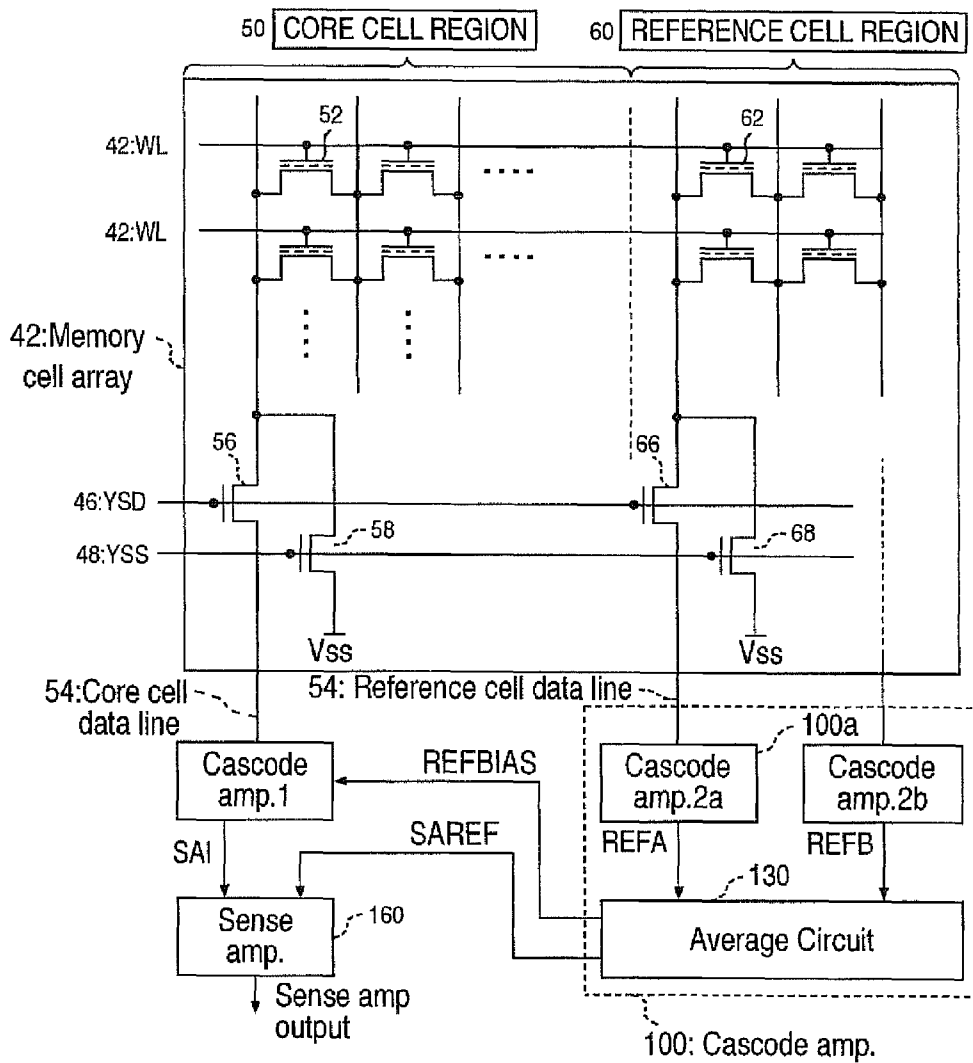 50 CORE CELL REGION
60 REFERENCE CELL REGION
52
62
42:WL
42:WL
42:Memory
cell array
56
66
46:YSD
58
68
48:YSS
Vss
Vss
54:Core cell
data line
54: Reference cell data line
100a
Cascode
amp.1
REFBIAS
Cascode
amp.2a
Cascode
amp.2b
SAI
SAREF
REFA
REFB
130
Sense
amp.
160
Average Circuit
Sense amp
output
100: Cascode amp.